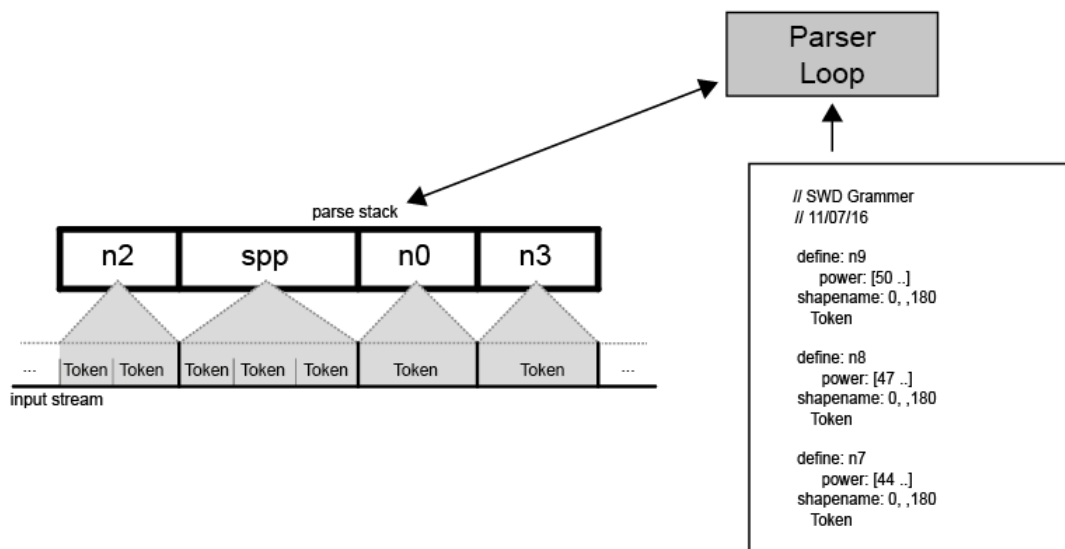 Parser
Loop
parse stack
n2 spp n0 n3
... Token Token Token Token Token Token Token ...
input stream
// SWD Grammer
// 11/07/16
define: n9
power: [50 ..]
shapename: 0, ,180
Token
define: n8
power: [47 ..]
shapename: 0, ,180
Token
define: n7
power: [44 ..]
shapename: 0, ,180
Token